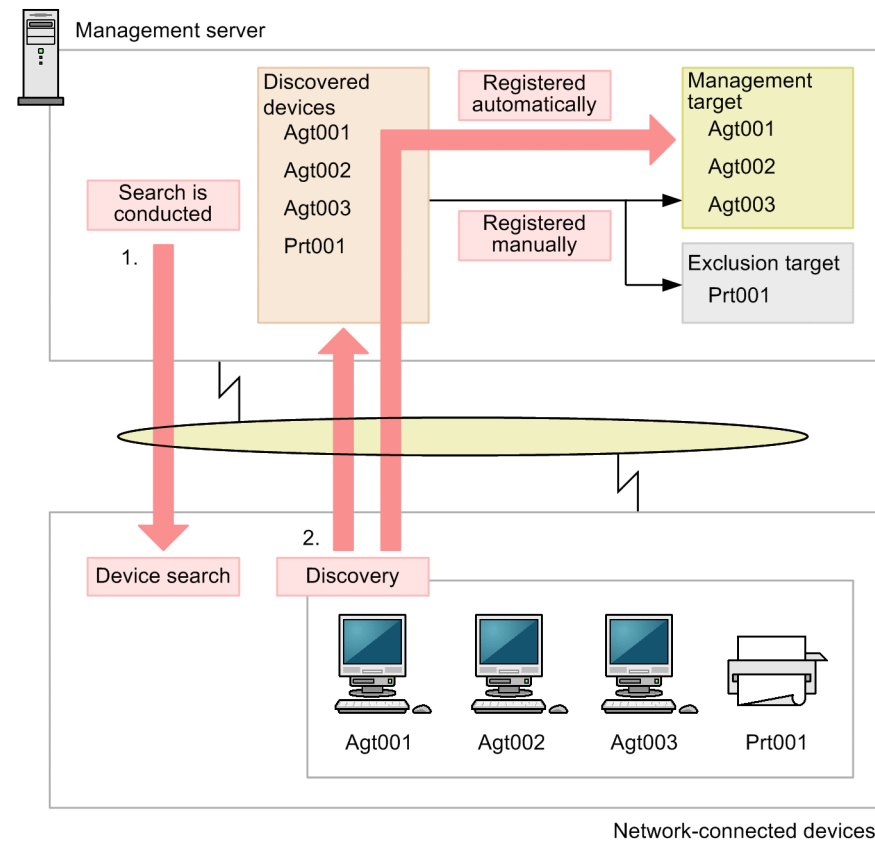 Management server
Discovered
devices
Agt001
Agt002
Agt003
Prt001
Registered
automatically
Registered
manually
Management
target
Agt001
Agt002
Agt003
Exclusion target
Prt001
Search is
conducted
1.
2.
Device search
Discovery
Agt001
Agt002
Agt003
Prt001
Network-connected devices